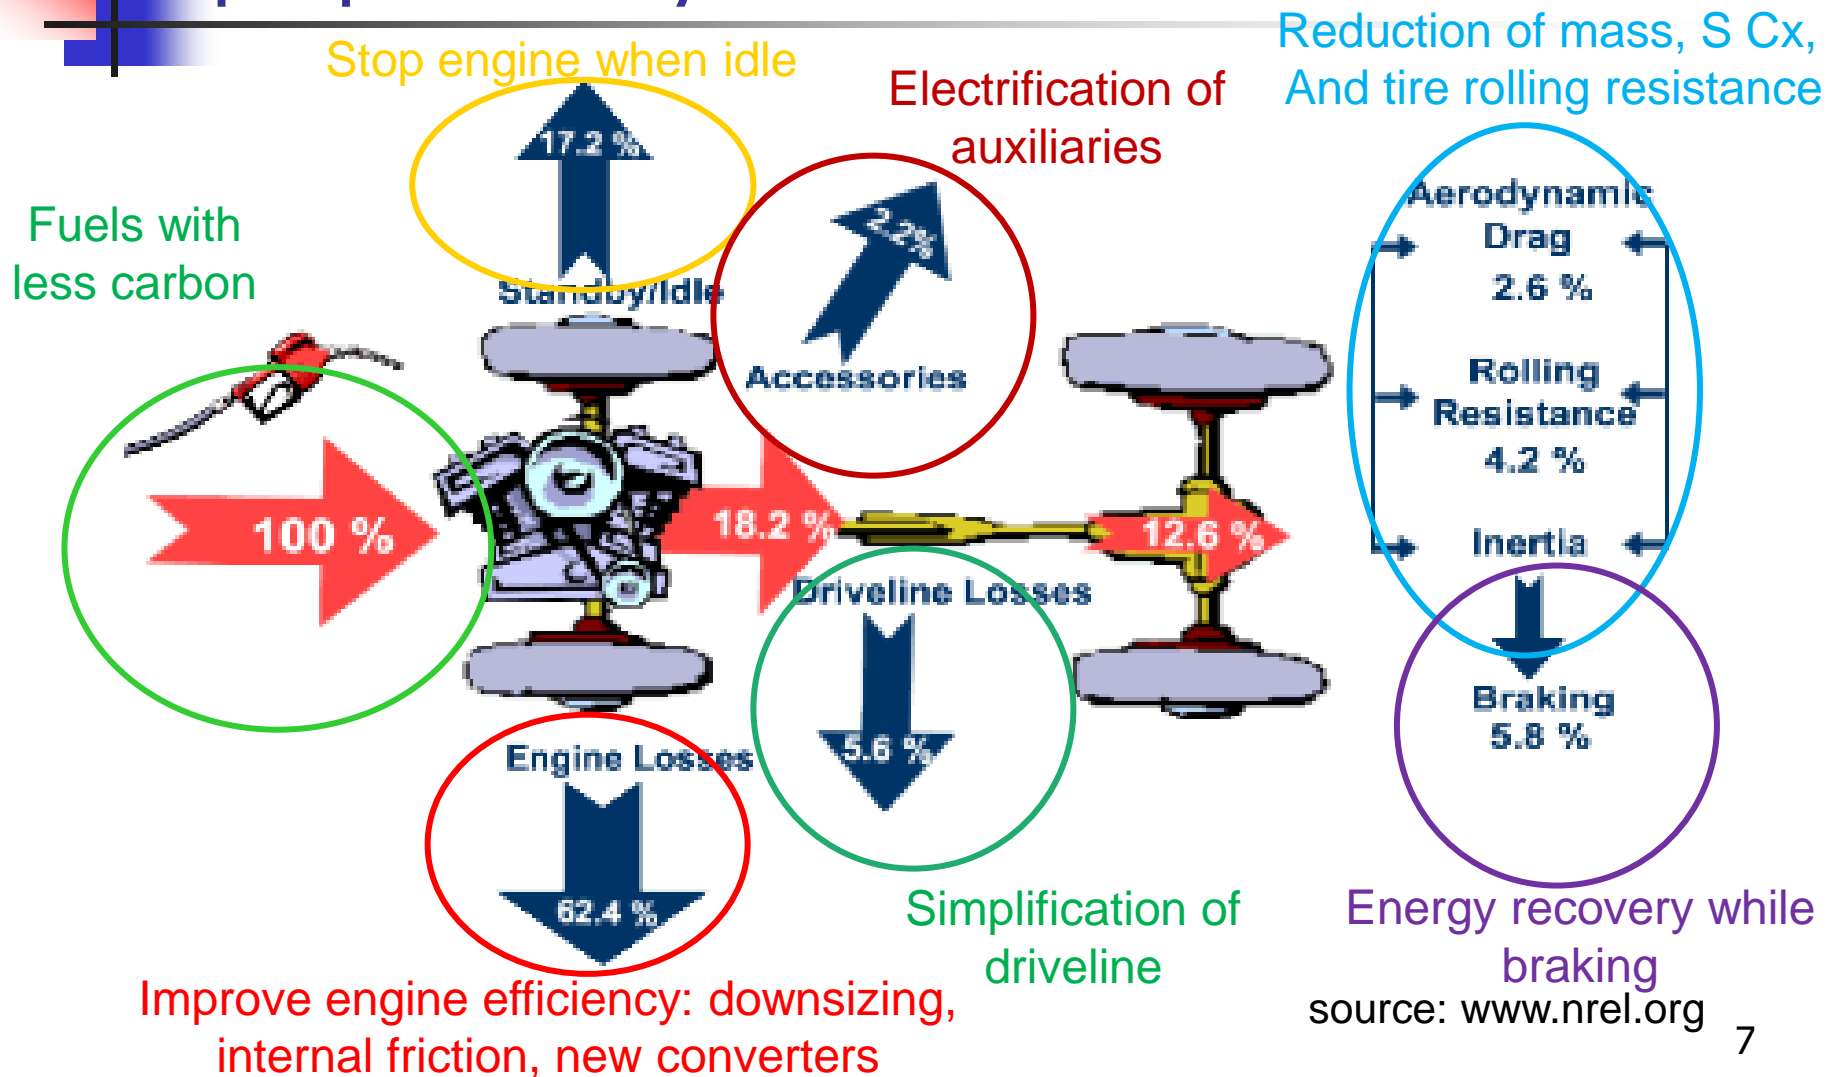 Stop engine when idle
Reduction of mass, S Cx,
And tire rolling resistance
Electrification of
auxiliaries
17.2 %
Standby/Idle
2.2%
Accessories
Fuels with
less carbon
Aerodynamic
Drag
2.6 %
Rolling
Resistance
4.2 %
Inertia
100 %
18.2 %
12.6 %
Driveline Losses
5.6 %
Braking
5.8 %
Engine Losses
62.4 %
Simplification of
driveline
Energy recovery while
braking
Improve engine efficiency: downsizing,
internal friction, new converters
source: www.nrel.org
7